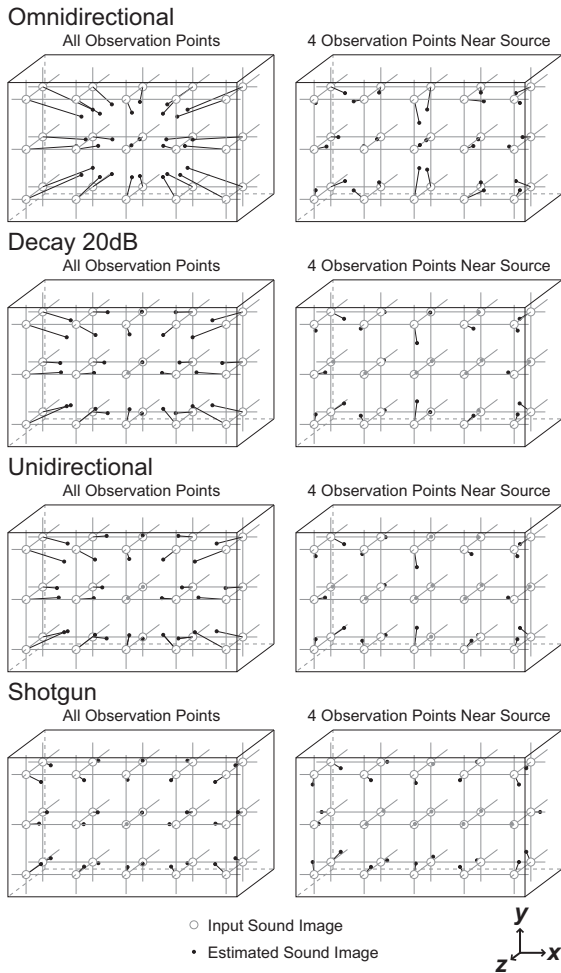 Omnidirectional
All Observation Points
4 Observation Points Near Source
Decay 20dB
All Observation Points
4 Observation Points Near Source
Unidirectional
All Observation Points
4 Observation Points Near Source
Shotgun
All Observation Points
4 Observation Points Near Source
Input Sound Image
Estimated Sound Image
y
z
x